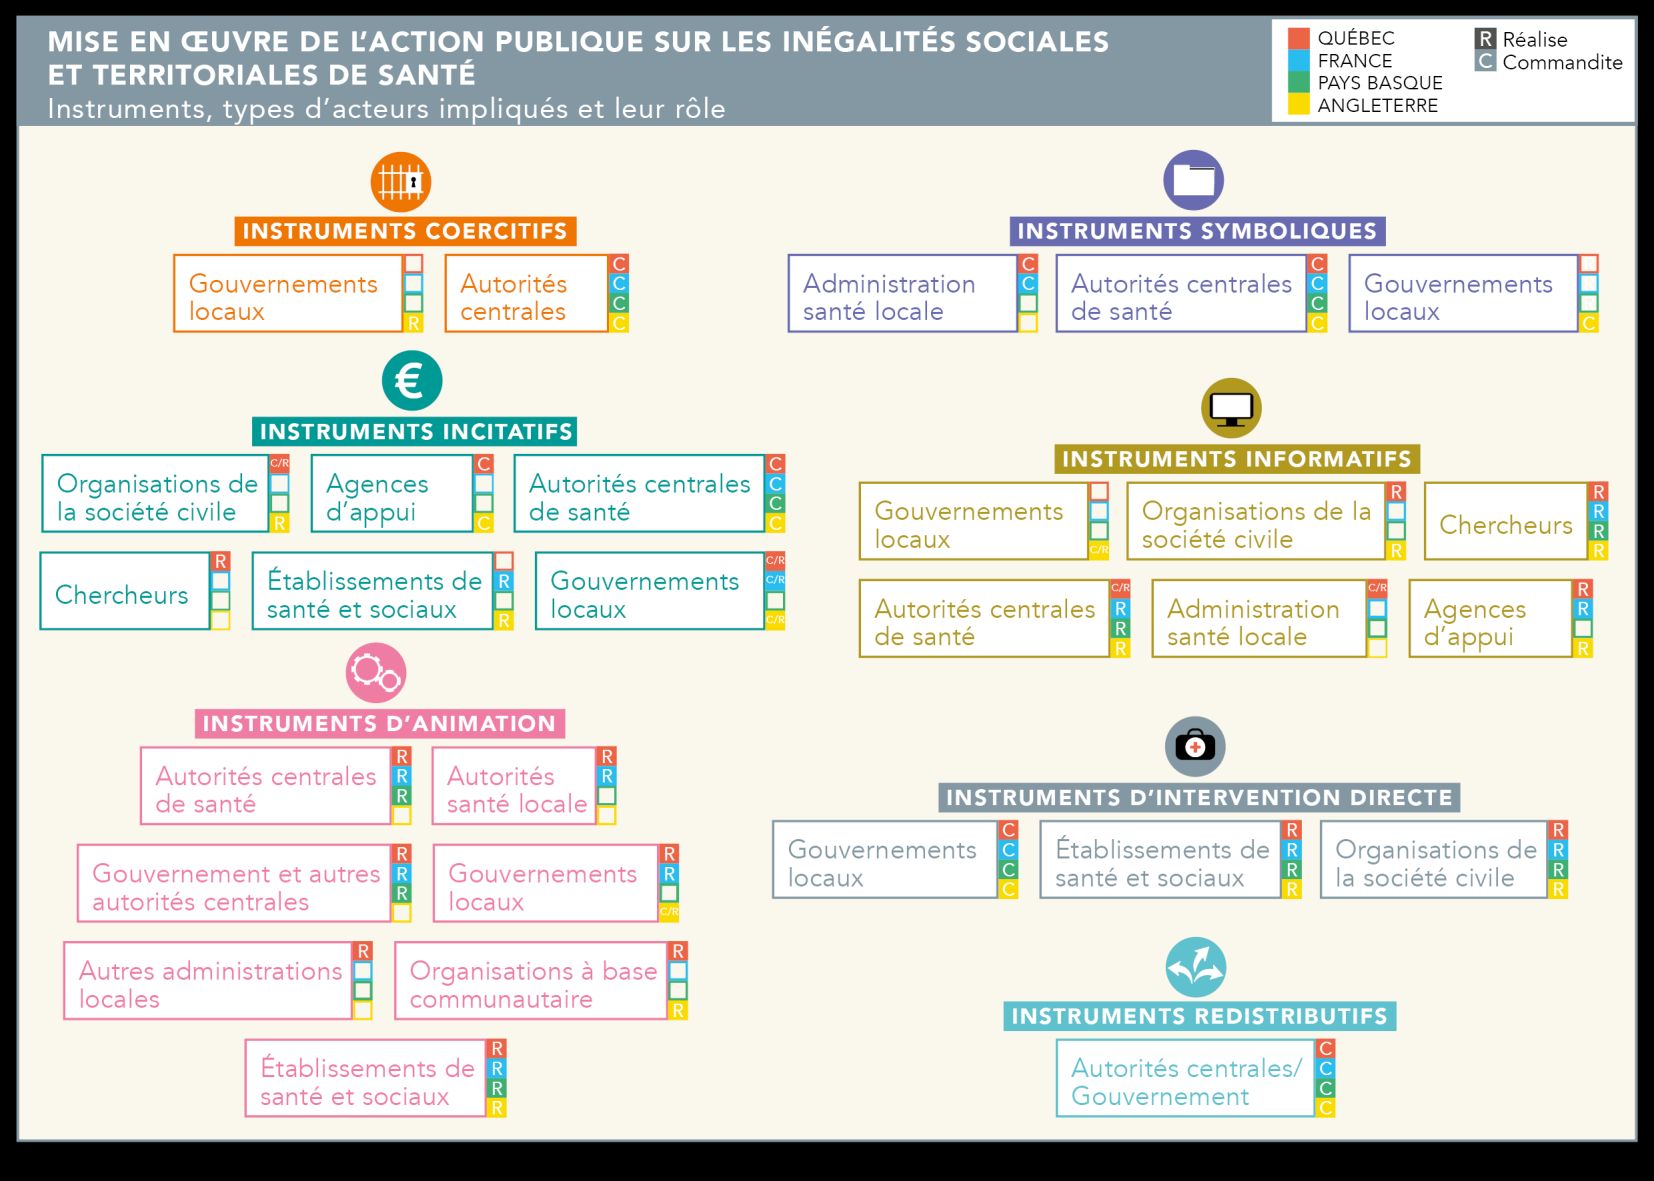 MISE EN ŒUVRE DE L'ACTION PUBLIQUE SUR LES INÉGALITÉS SOCIALES
ET TERRITORIALES DE SANTÉ
Instruments, types d'acteurs impliqués et leur rôle
QUÉBEC
FRANCE
PAYS BASQUE
ANGLETERRE
R Réalise
C Commandite
INSTRUMENTS COERCITIFS
Gouvernements
locaux
R
Autorités
centrales
C
C
C
C
INSTRUMENTS SYMBOLIQUES
Administration
santé locale
C
C
Autorités centrales
de santé
C
C
C
C
Gouvernements
locaux
C
€
INSTRUMENTS INCITATIFS
Organisations de
la société civile
C/R
R
Agences
d'appui
C
C
Autorités centrales
de santé
C
C
C
C
Chercheurs
R
Établissements de
santé et sociaux
R
R
Gouvernements
locaux
C/R
C/R
C/R
INSTRUMENTS INFORMATIFS
Gouvernements
locaux
C/R
Organisations de la
société civile
R
R
Chercheurs
R
R
R
R
Autorités centrales
de santé
C/R
R
R
R
Administration
santé locale
C/R
Agences
d'appui
R
R
R
INSTRUMENTS D'ANIMATION
Autorités centrales
de santé
R
R
R
Autorités
santé locale
R
R
Gouvernement et autres
autorités centrales
R
R
R
Gouvernements
locaux
R
R
C/R
Autres administrations
locales
R
Organisations à base
communautaire
R
R
Établissements de
santé et sociaux
R
R
R
R
INSTRUMENTS D'INTERVENTION DIRECTE
Gouvernements
locaux
C
C
C
C
Établissements de
santé et sociaux
R
R
R
R
Organisations de
la société civile
R
R
R
R
INSTRUMENTS REDISTRIBUTIFS
Autorités centrales/
Gouvernement
C
C
C
C